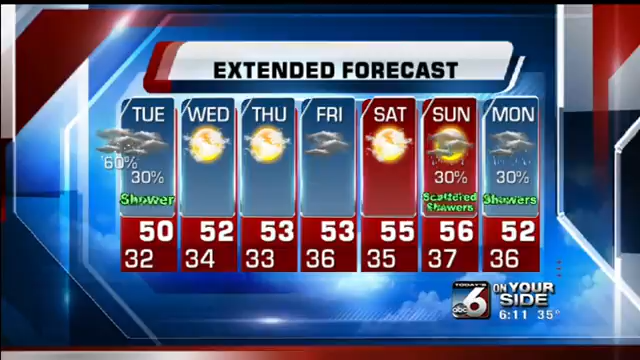 EXTENDED FORECAST
TUE WED THU FRI SAT SUN MON
60%
30% 30% 30%
Shower Scattered Showers Showers
50 52 53 53 55 56 52
32 34 33 36 35 37 36
TODAY'S 6 abc ON YOUR SIDE
6:11 35°